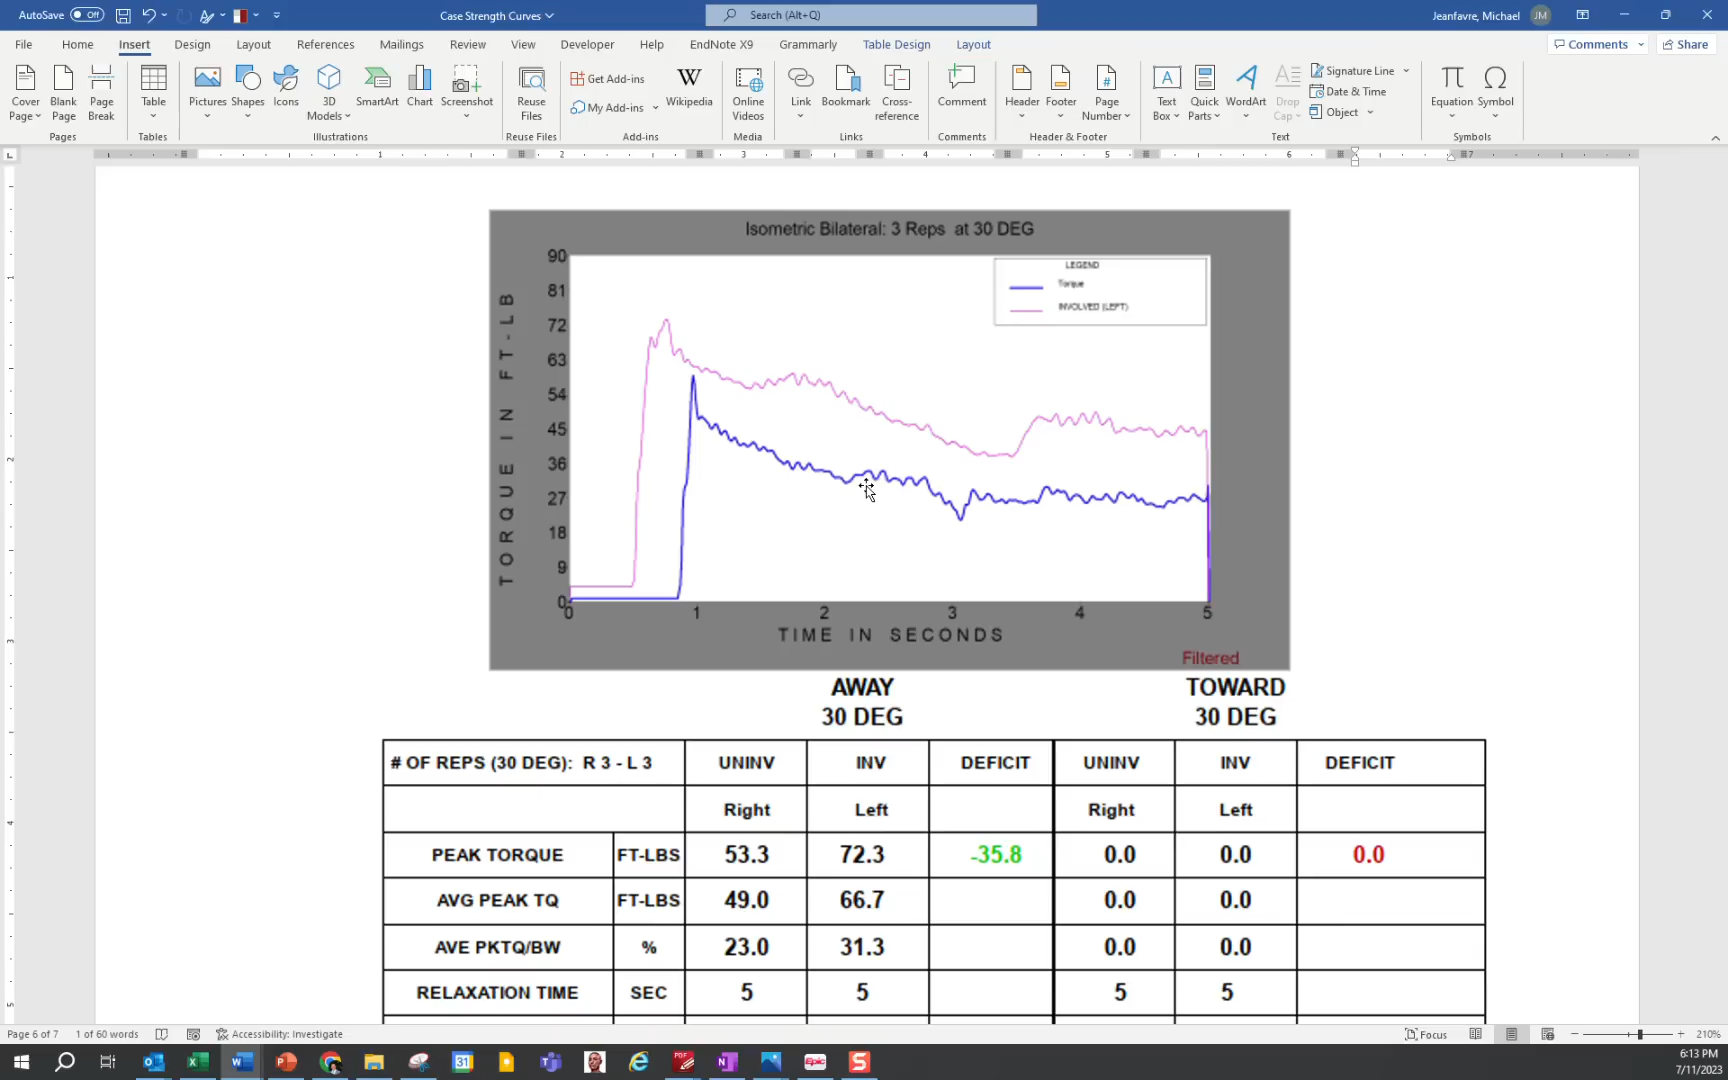 AutoSave Off
Case Strength Curves
Search (Alt+Q)
Jeanfavre, Michael JM
File Home Insert Design Layout References Mailings Review View Developer Help EndNote X9 Grammarly Table Design Layout Comments Share
Cover Page
Blank Page
Page Break
Table
Pictures
Shapes
Icons
3D Models
SmartArt
Chart
Screenshot
Reuse Files
Get Add-ins
My Add-ins
Wikipedia
Online Videos
Link
Bookmark
Cross-reference
Comment
Header
Footer
Page Number
Text Box
Quick Parts
WordArt
Drop Cap
Signature Line
Date & Time
Object
Equation
Symbol
Pages Tables Illustrations Reuse Files Add-ins Media Links Comments Header & Footer Text Symbols
1 2 3 4 5 6 7
Isometric Bilateral: 3 Reps at 30 DEG
LEGEND
Torque
INVOLVED (LEFT)
TORQUE IN FT-LB
90
81
72
63
54
45
36
27
18
9
0
0 1 2 3 4 5
TIME IN SECONDS
Filtered
AWAY TOWARD
30 DEG 30 DEG
# OF REPS (30 DEG): R 3 - L 3 UNINV INV DEFICIT UNINV INV DEFICIT
Right Left Right Left
PEAK TORQUE FT-LBS 53.3 72.3 -35.8 0.0 0.0 0.0
AVG PEAK TQ FT-LBS 49.0 66.7 0.0 0.0
AVE PKTQ/BW % 23.0 31.3 0.0 0.0
RELAXATION TIME SEC 5 5 5 5
Page 6 of 7 1 of 60 words Accessibility: Investigate Focus 210%
6:13 PM
7/11/2023